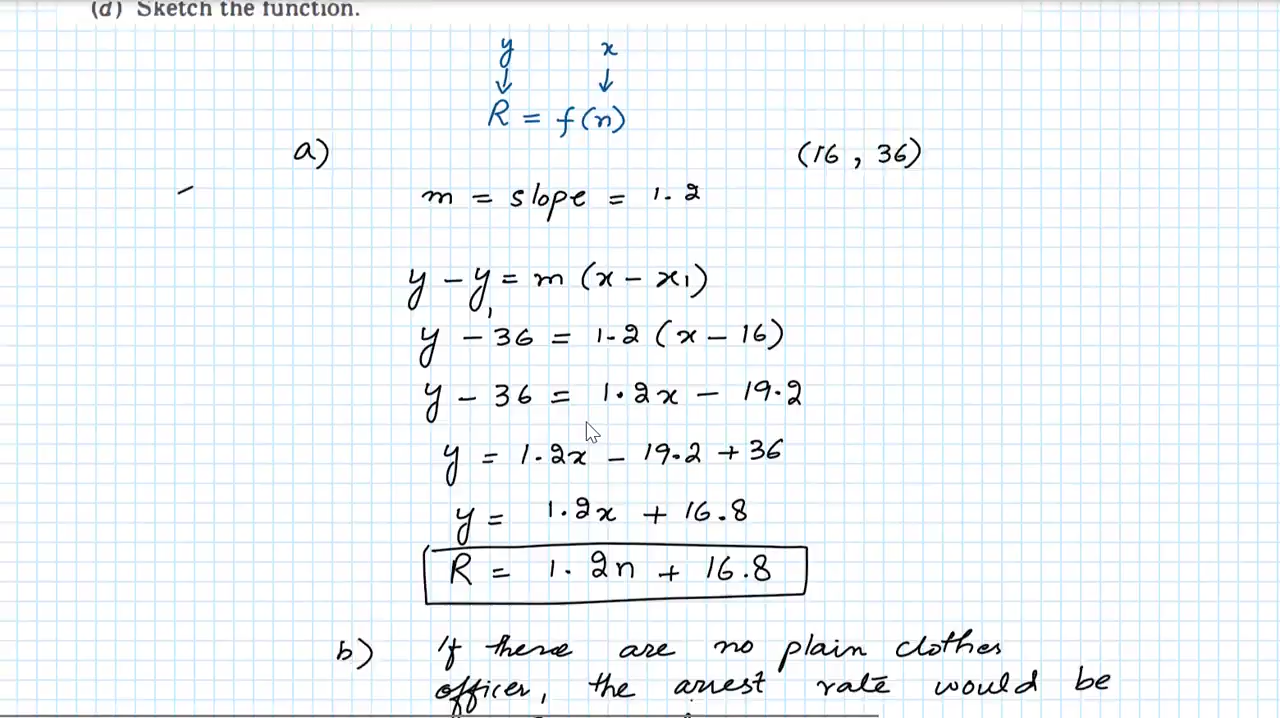 (d) Sketch the function.
y x
↓ ↓
R = f(n)
a) (16, 36)
m = slope = 1.2
y - y₁ = m (x - x₁)
y - 36 = 1.2 (x - 16)
y - 36 = 1.2x - 19.2
y = 1.2x - 19.2 + 36
y = 1.2x + 16.8
R = 1.2n + 16.8
b) If there are no plain clothes
officer, the arrest rate would be